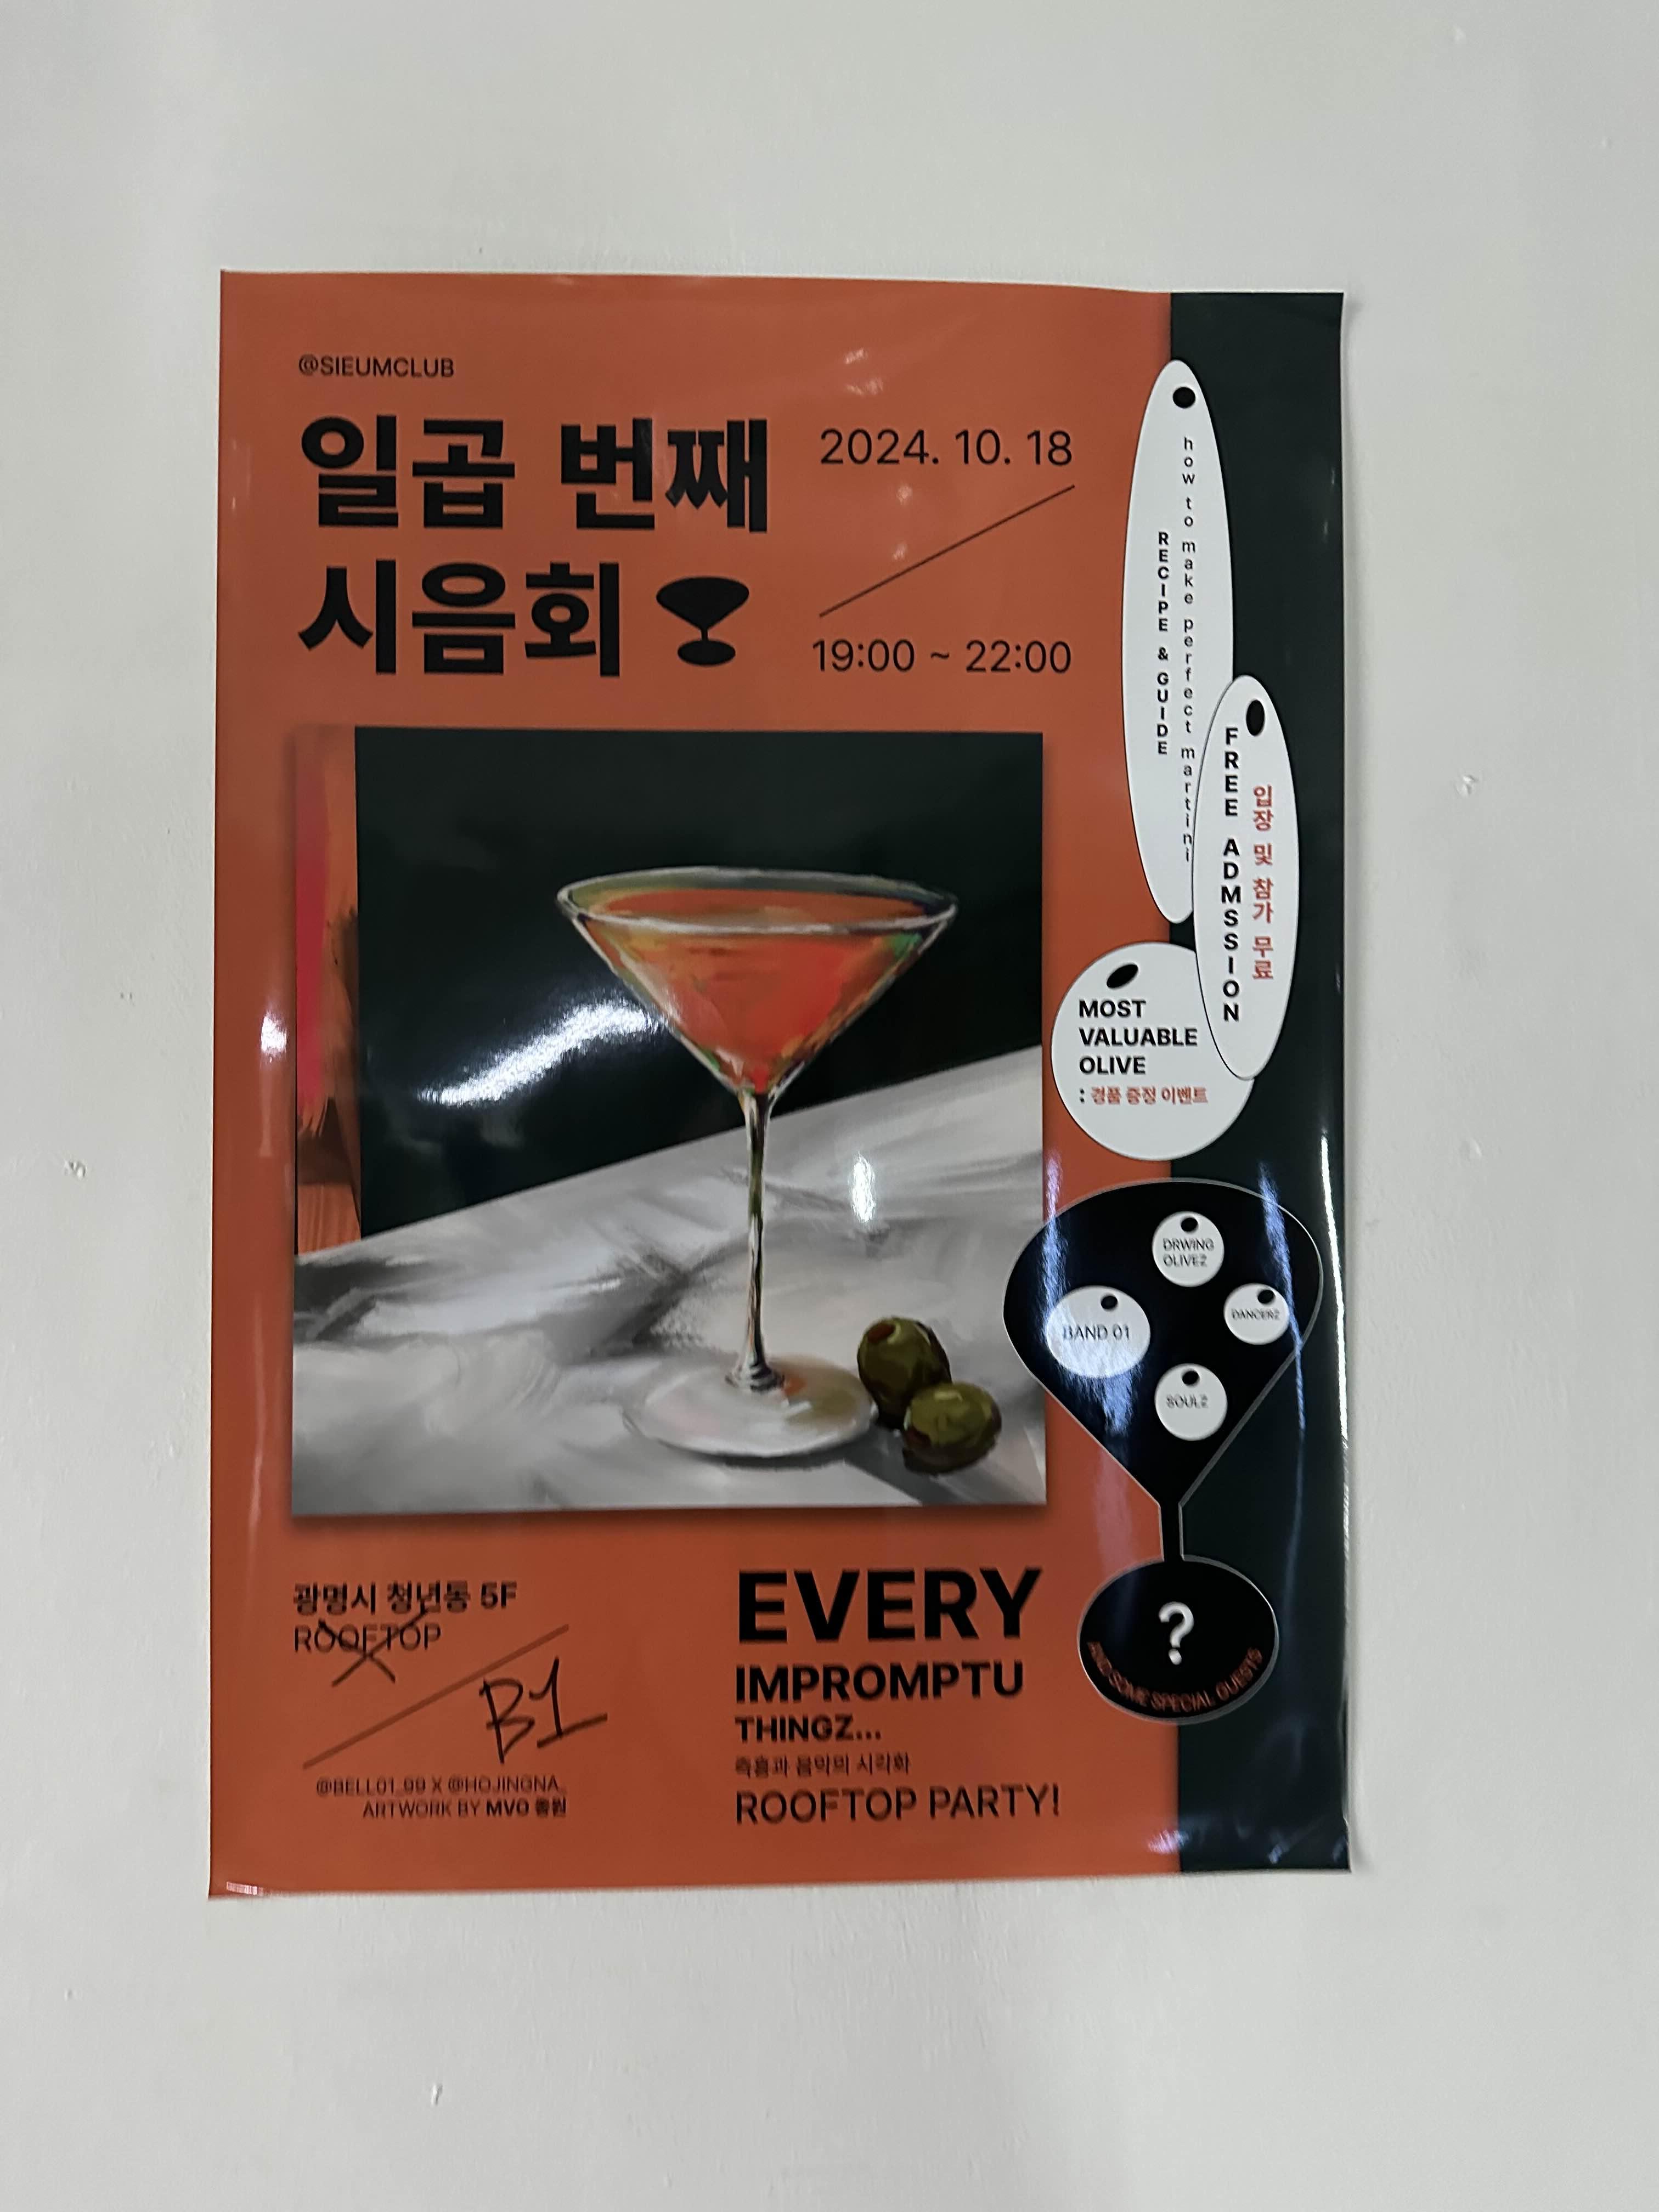 @SIEUMCLUB
일곱 번째
시음회
2024. 10. 18
19:00 ~ 22:00
how to make perfect martini
RECIPE & GUIDE
FREE ADMSSION
입장 및 참가 무료
MOST
VALUABLE
OLIVE
: 경품 증정 이벤트
DRWING
OLIVEZ
BAND 01
DANCERZ
SOULZ
?
AND SOME SPECIAL GUESTS
광명시 청년동 5F
ROOFTOP
B1
@BELL01_99 X @HOJINGNA_
ARTWORK BY MVO
EVERY
IMPROMPTU
THINGZ...
즉흥과 음악의 시각화
ROOFTOP PARTY!